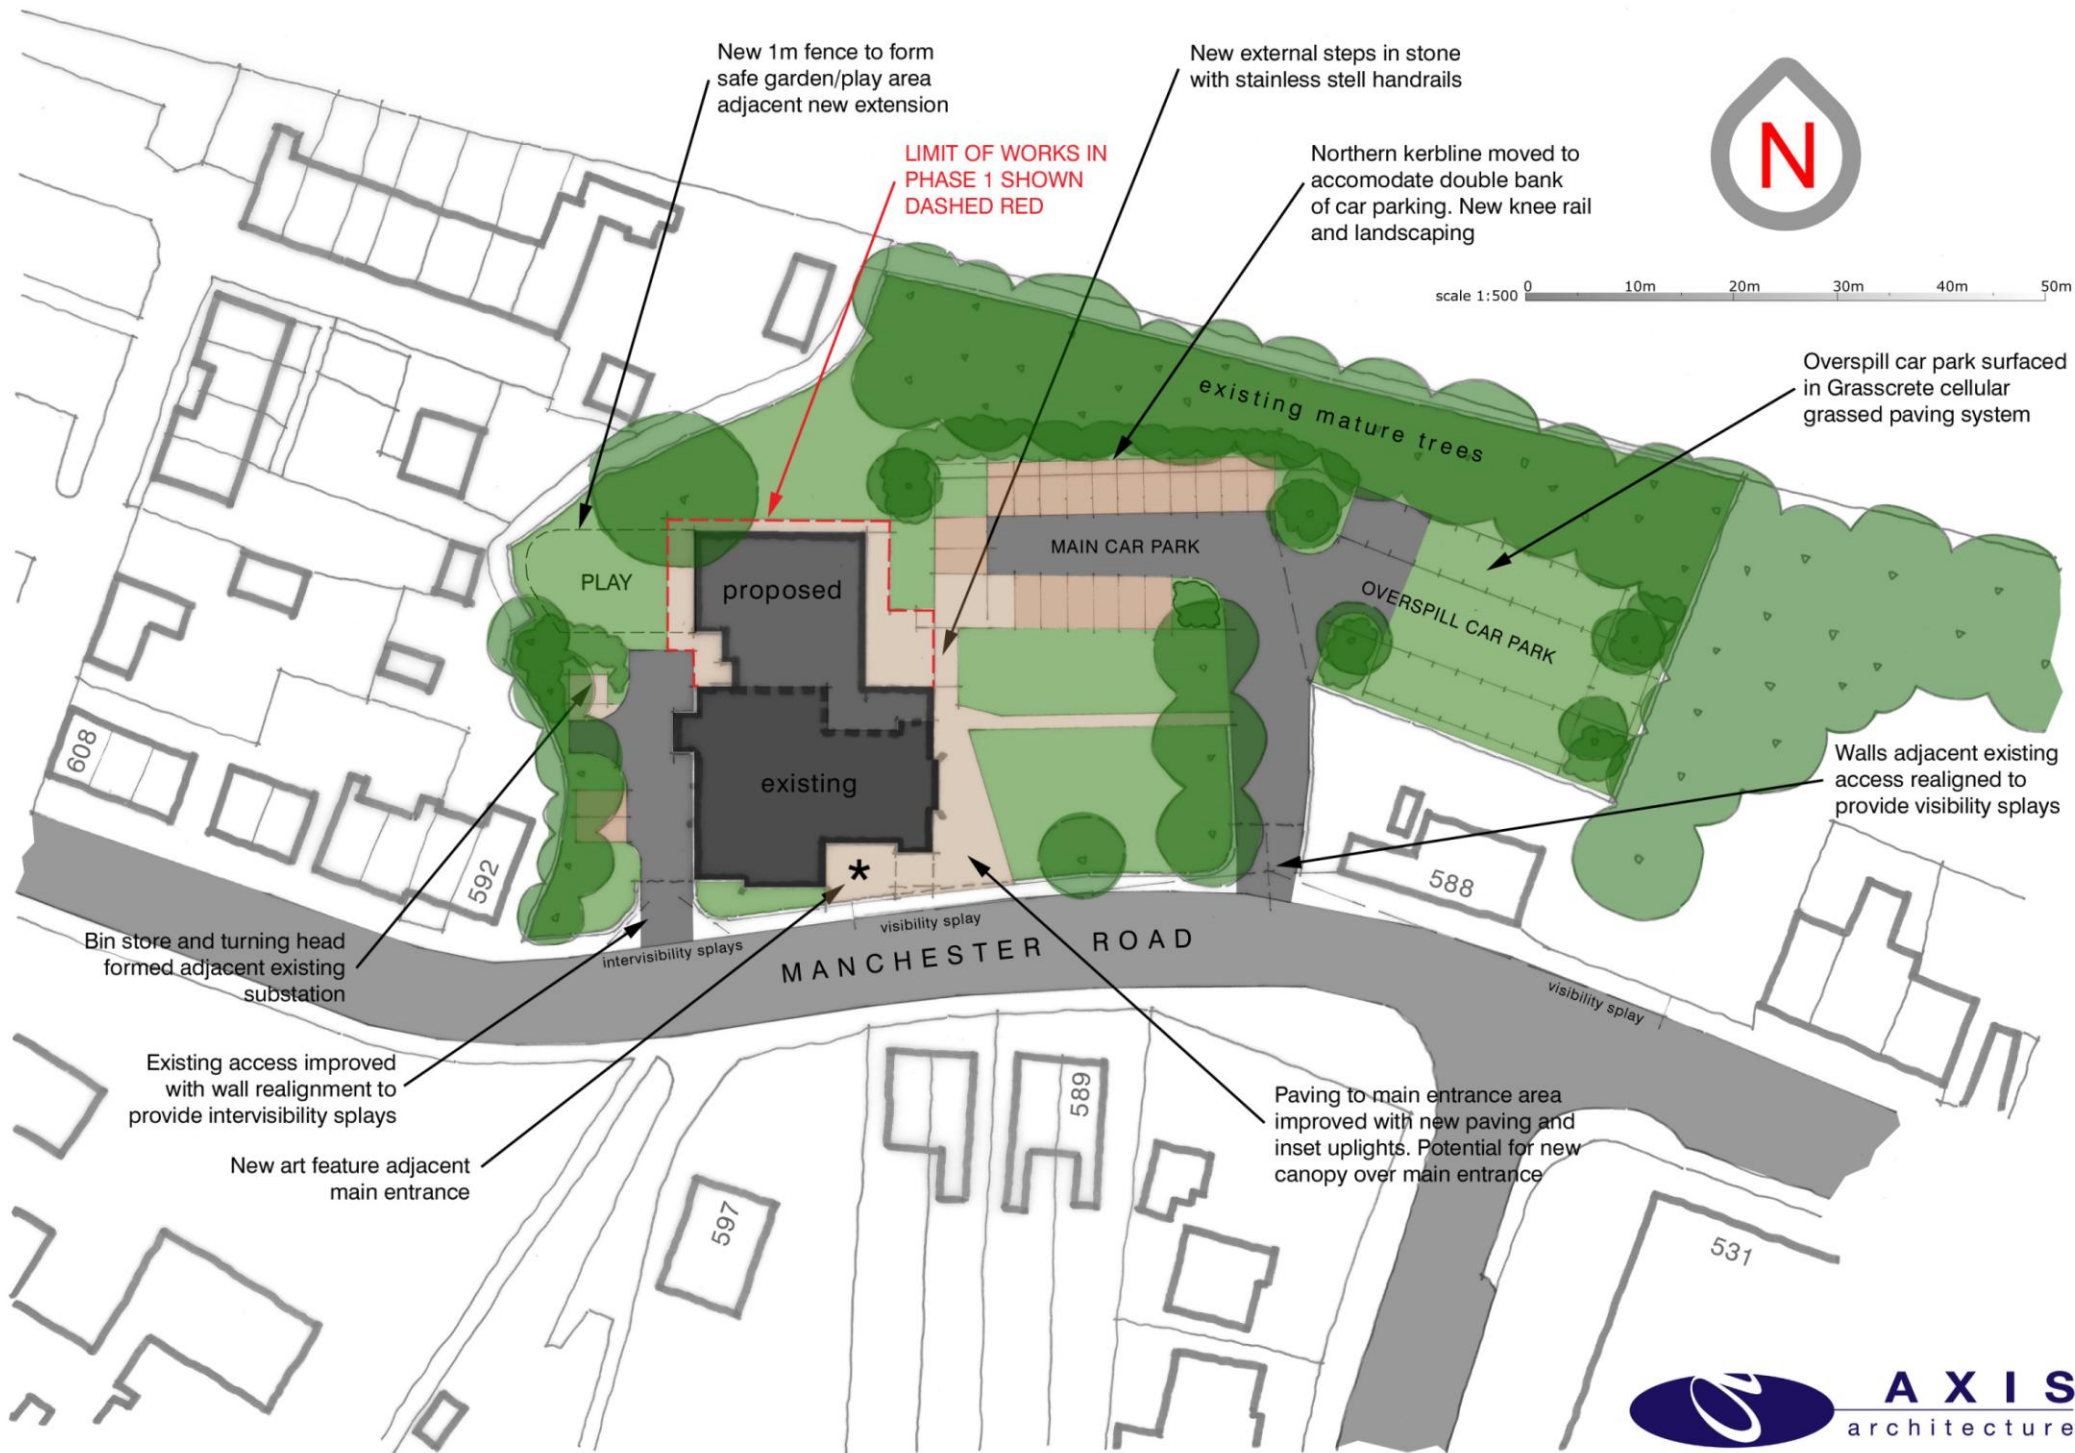 New 1m fence to form
safe garden/play area
adjacent new extension
New external steps in stone
with stainless stell handrails
LIMIT OF WORKS IN
PHASE 1 SHOWN
DASHED RED
Northern kerbline moved to
accomodate double bank
of car parking. New knee rail
and landscaping
N
scale 1:500
0 10m 20m 30m 40m 50m
Overspill car park surfaced
in Grasscrete cellular
grassed paving system
existing mature trees
MAIN CAR PARK
PLAY
proposed
OVERSPILL CAR PARK
existing
*
608
592
588
Walls adjacent existing
access realigned to
provide visibility splays
Bin store and turning head
formed adjacent existing
substation
intervisibility splays
visibility splay
MANCHESTER ROAD
visibility splay
Existing access improved
with wall realignment to
provide intervisibility splays
New art feature adjacent
main entrance
Paving to main entrance area
improved with new paving and
inset uplights. Potential for new
canopy over main entrance
589
597
531
AXIS
architecture